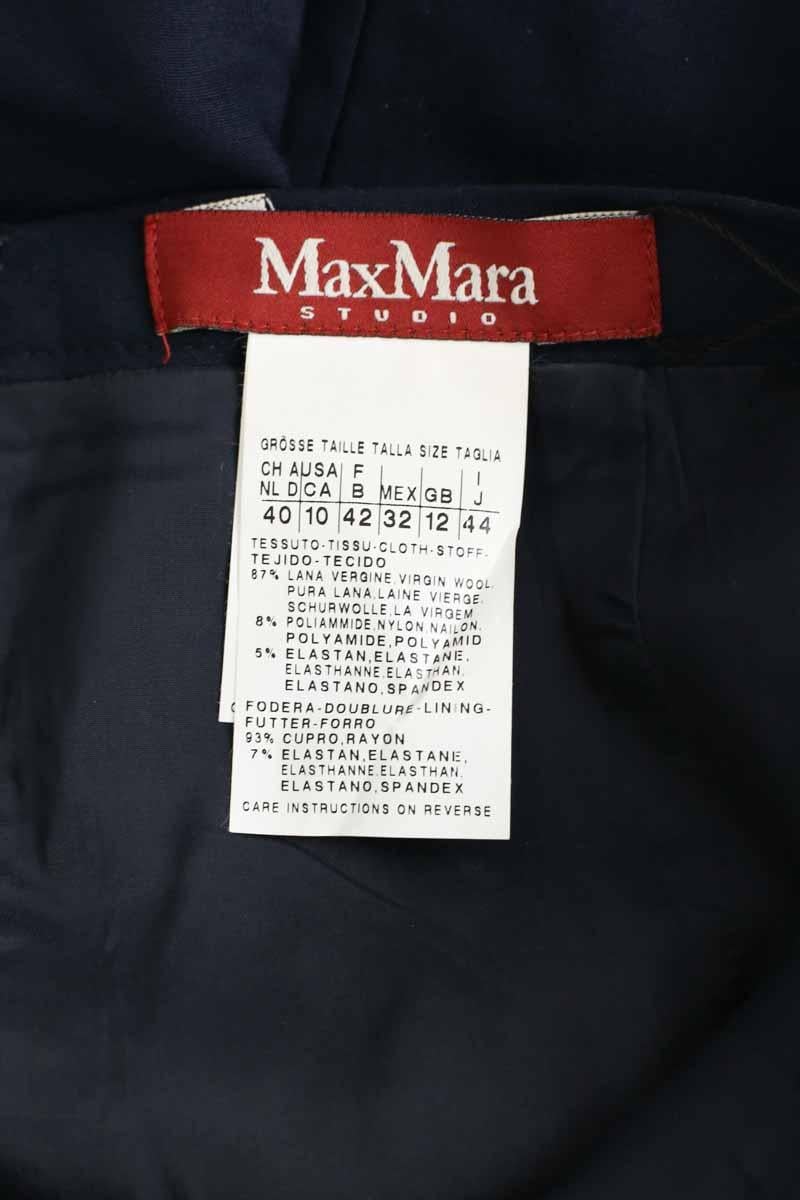 MaxMara
STUDIO
GRÖSSE TAILLE TALLA SIZE TAGLIA
CH A USA F I
NL D CA B MEX GB J
40 10 42 32 12 44
TESSUTO-TISSU-CLOTH-STOFF-
TEJIDO-TECIDO
87% LANA VERGINE,VIRGIN WOOL,
PURA LANA,LAINE VIERGE,
SCHURWOLLE,LA VIRGEM
8% POLIAMMIDE,NYLON,NAILON,
POLYAMIDE,POLYAMID
5% ELASTAN,ELASTANE,
ELASTHANNE,ELASTHAN,
ELASTANO,SPANDEX
FODERA-DOUBLURE-LINING-
FUTTER-FORRO
93% CUPRO,RAYON
7% ELASTAN,ELASTANE,
ELASTHANNE,ELASTHAN,
ELASTANO,SPANDEX
CARE INSTRUCTIONS ON REVERSE